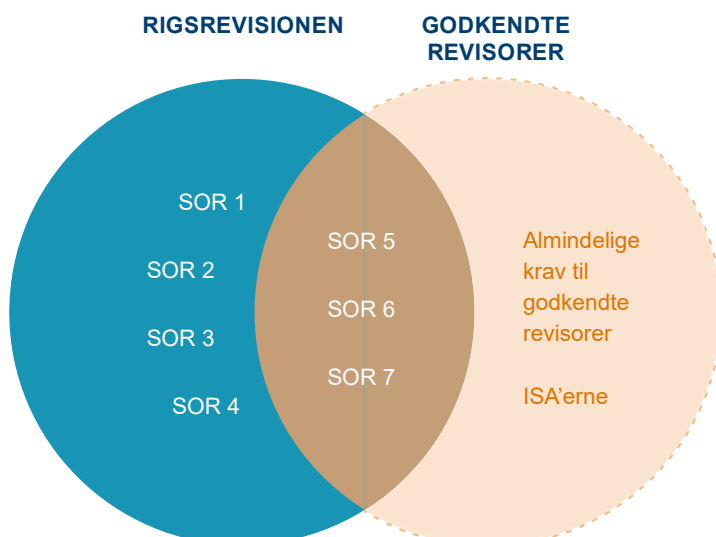 RIGSREVISIONEN
GODKENDTE
REVISORER
SOR 1
SOR 2
SOR 3
SOR 4
SOR 5
SOR 6
SOR 7
Almindelige
krav til
godkendte
revisorer
ISA’erne